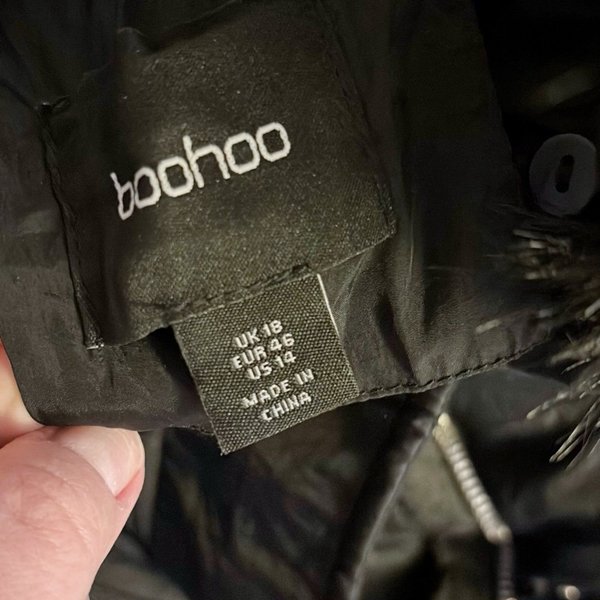 boohoo
UK 18
EUR 46
US 14
MADE IN
CHINA